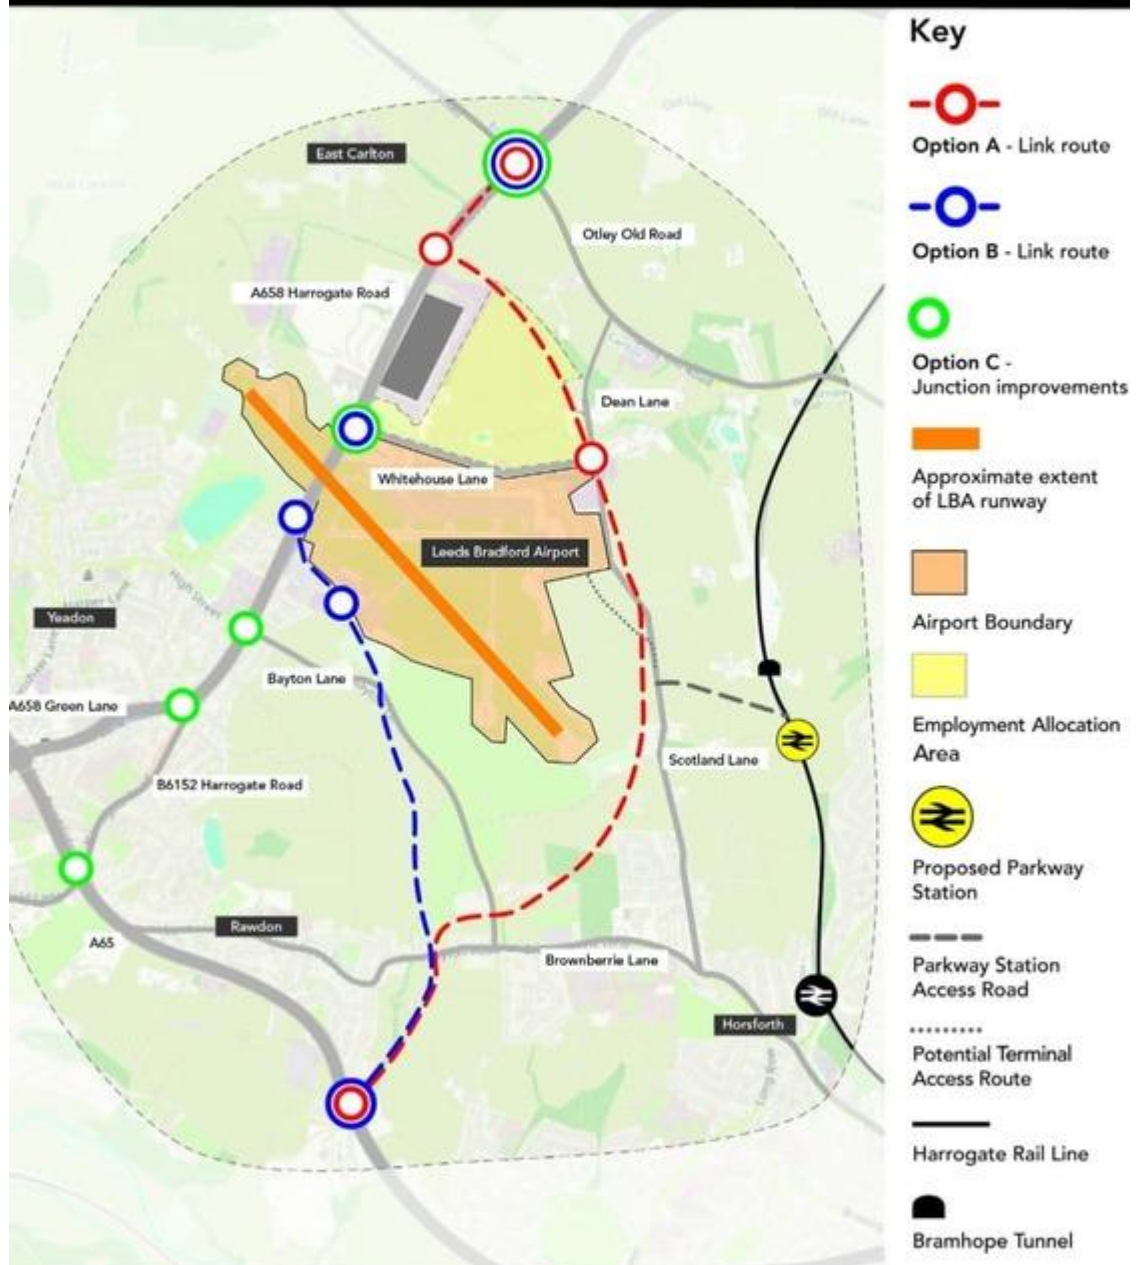 East Carlton
Otley Old Road
A658 Harrogate Road
Dean Lane
Whitehouse Lane
Leeds Bradford Airport
High Street
Yeadon
Bayton Lane
A658 Green Lane
Scotland Lane
B6152 Harrogate Road
Rawdon
A65
Brownberrie Lane
Horsforth
Key
Option A - Link route
Option B - Link route
Option C -
Junction improvements
Approximate extent
of LBA runway
Airport Boundary
Employment Allocation
Area
Proposed Parkway
Station
Parkway Station
Access Road
Potential Terminal
Access Route
Harrogate Rail Line
Bramhope Tunnel